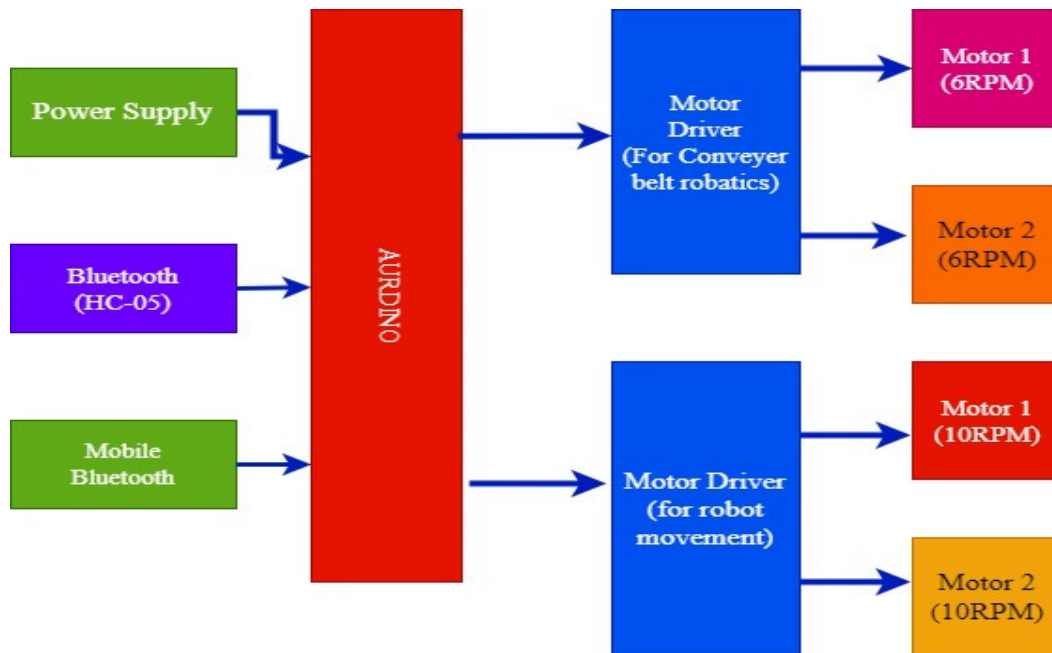 Power Supply
Bluetooth
(HC-05)
Mobile
Bluetooth
AURDINO
Motor
Driver
(For Conveyer
belt robatics)
Motor Driver
(for robot
movement)
Motor 1
(6RPM)
Motor 2
(6RPM)
Motor 1
(10RPM)
Motor 2
(10RPM)